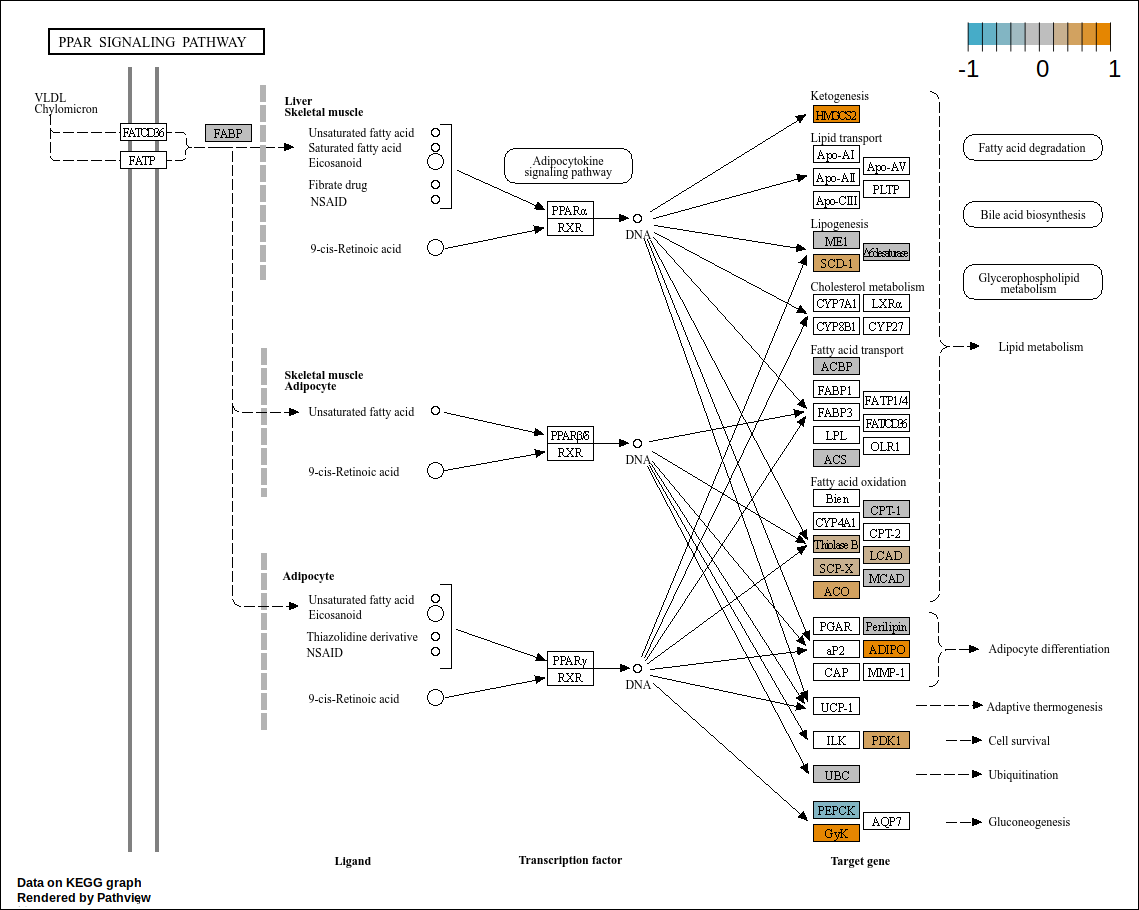 PPAR SIGNALING PATHWAY
-1 0 1
VLDL
Chylomicron
FAT/CD36
FATP
FABP
Liver
Skeletal muscle
Unsaturated fatty acid
Saturated fatty acid
Eicosanoid
Fibrate drug
NSAID
9-cis-Retinoic acid
Adipocytokine
signaling pathway
PPARα
RXR
DNA
Skeletal muscle
Adipocyte
Unsaturated fatty acid
9-cis-Retinoic acid
PPARβ/δ
RXR
DNA
Adipocyte
Unsaturated fatty acid
Eicosanoid
Thiazolidine derivative
NSAID
9-cis-Retinoic acid
PPARγ
RXR
DNA
Ketogenesis
HMGCS2
Lipid transport
Apo-AI
Apo-AII
Apo-CIII
Apo-AV
PLTP
Lipogenesis
ME1
SCD-1
Δ6desaturase
Cholesterol metabolism
CYP7A1
LXRα
CYP8B1
CYP27
Fatty acid transport
ACBP
FABP1
FABP3
LPL
ACS
FATP1/4
FAT/CD36
OLR1
Fatty acid oxidation
Bien
CYP4A1
Thiolase B
SCP-X
ACO
CPT-1
CPT-2
LCAD
MCAD
PGAR
Perilipin
aP2
ADIPO
CAP
MMP-1
UCP-1
ILK
PDK1
UBC
PEPCK
GyK
AQP7
Fatty acid degradation
Bile acid biosynthesis
Glycerophospholipid
metabolism
Lipid metabolism
Adipocyte differentiation
Adaptive thermogenesis
Cell survival
Ubiquitination
Gluconeogenesis
Ligand
Transcription factor
Target gene
Data on KEGG graph
Rendered by Pathview